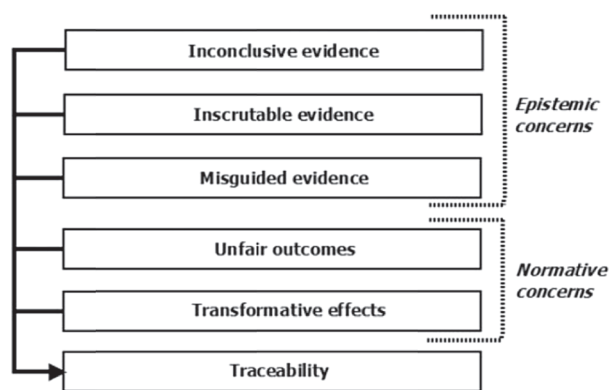 Inconclusive evidence
Inscrutable evidence
Misguided evidence
Epistemic
concerns
Unfair outcomes
Transformative effects
Normative
concerns
Traceability